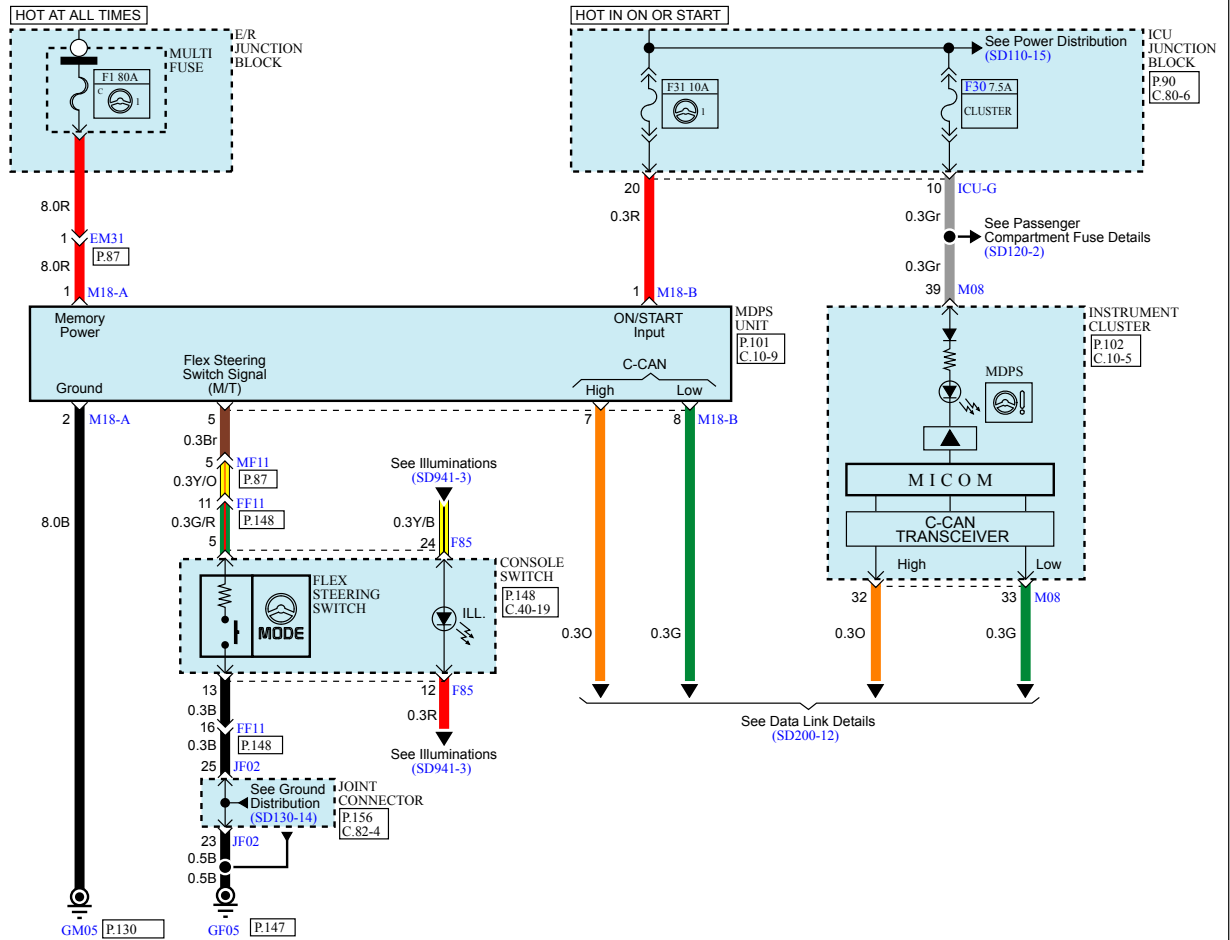 HOT AT ALL TIMES
E/R
JUNCTION
BLOCK
MULTI
FUSE
F1 80A
C
1
8.0R
1 EM31
P.87
8.0R
1 M18-A
HOT IN ON OR START
See Power Distribution
(SD110-15)
ICU
JUNCTION
BLOCK
P.90
C.80-6
F31 10A
1
F30 7.5A
CLUSTER
20
10 ICU-G
0.3R
0.3Gr
See Passenger
Compartment Fuse Details
(SD120-2)
0.3Gr
1 M18-B
39 M08
Memory
Power
ON/START
Input
MDPS
UNIT
P.101
C.10-9
Flex Steering
Switch Signal
(M/T)
C-CAN
Ground
High
Low
2 M18-A
5
7
8 M18-B
INSTRUMENT
CLUSTER
P.102
C.10-5
MDPS
MICOM
C-CAN
TRANSCEIVER
High
Low
32
33 M08
0.3Br
5 MF11
0.3Y/O
P.87
11 FF11
0.3G/R
P.148
5
See Illuminations
(SD941-3)
0.3Y/B
24 F85
8.0B
CONSOLE
SWITCH
P.148
C.40-19
FLEX
STEERING
SWITCH
MODE
ILL.
0.3O
0.3G
0.3O
0.3G
13
12 F85
0.3B
0.3R
16 FF11
0.3B
P.148
25 JF02
See Illuminations
(SD941-3)
See Data Link Details
(SD200-12)
See Ground
Distribution
(SD130-14)
JOINT
CONNECTOR
P.156
C.82-4
23 JF02
0.5B
0.5B
GM05 P.130
GF05 P.147